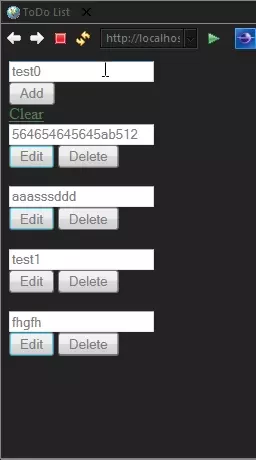 ToDo List
http://localhos
test0
Add
Clear
564654645645ab512
Edit Delete
aaasssddd
Edit Delete
test1
Edit Delete
fhgfh
Edit Delete